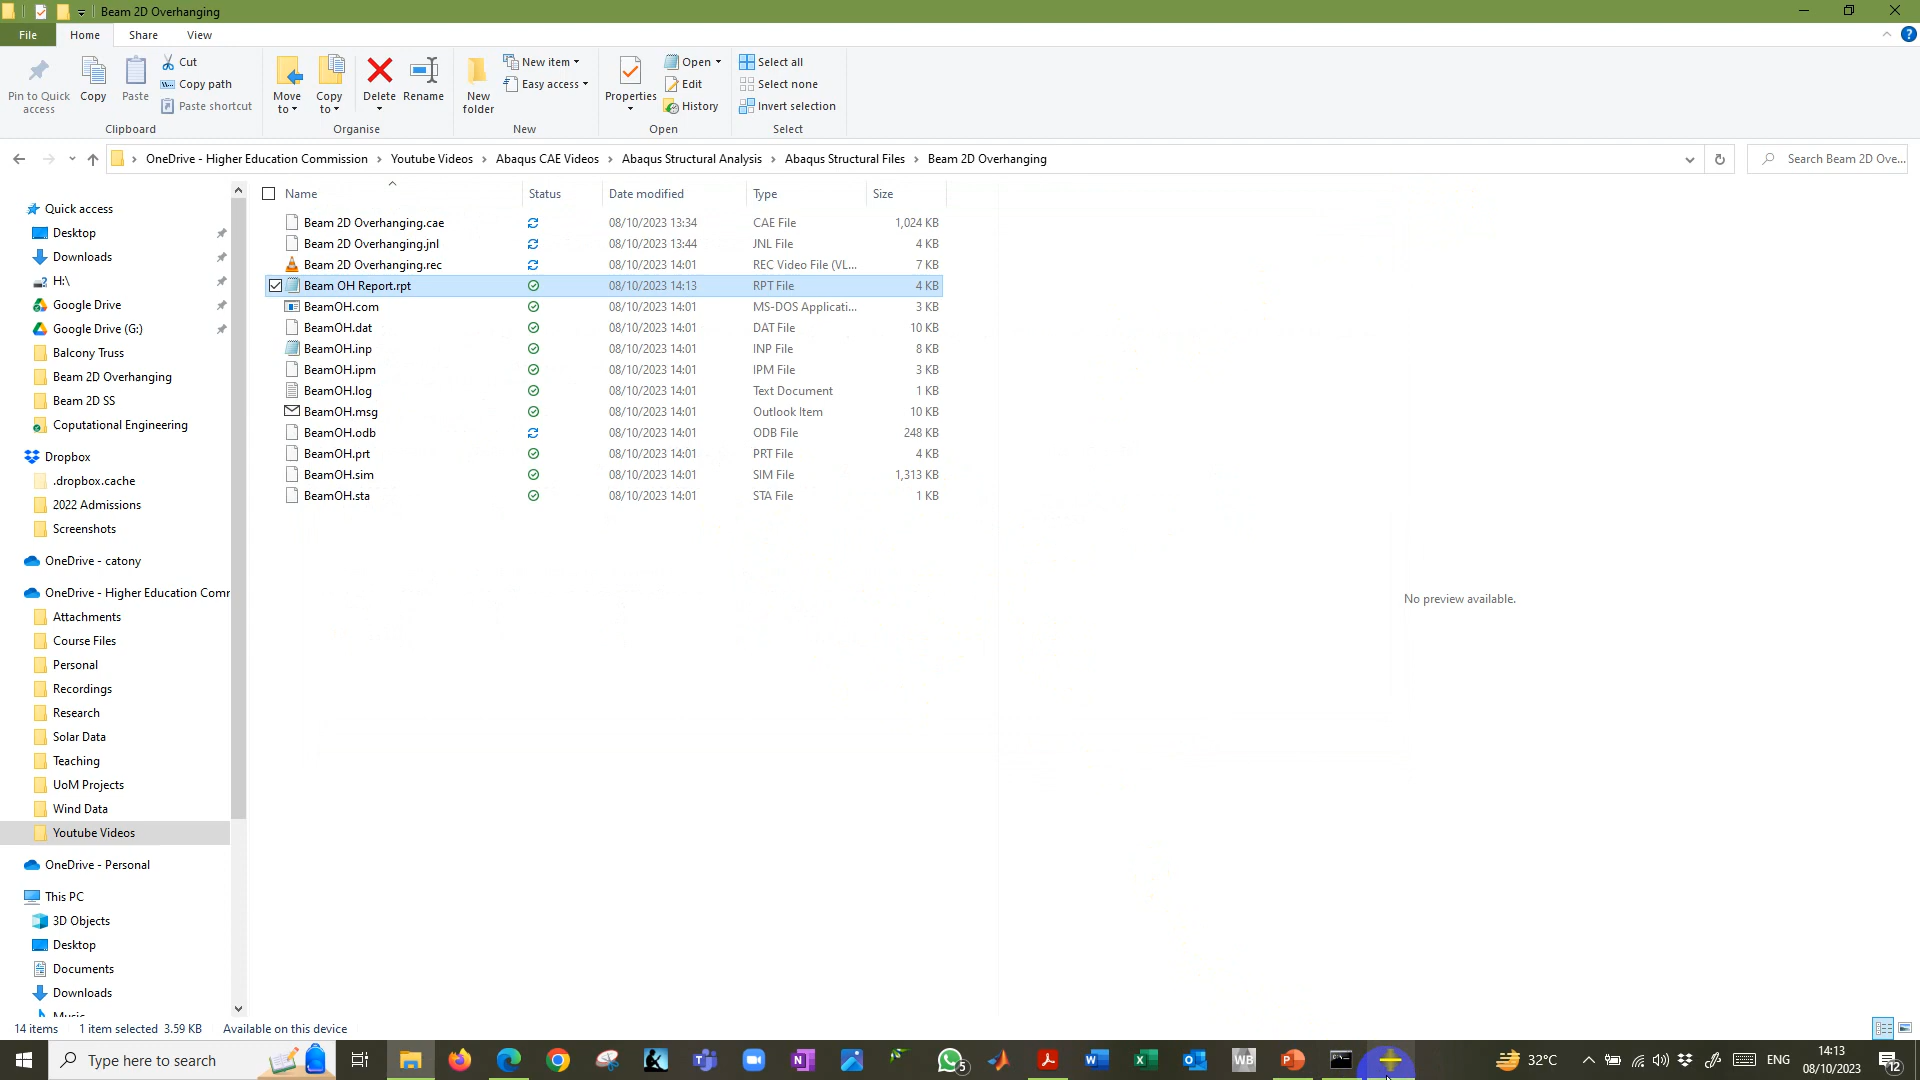 Beam 2D Overhanging
File Home Share View
Pin to Quick access
Copy
Paste
Cut
Copy path
Paste shortcut
Clipboard
Move to
Copy to
Delete
Rename
Organise
New folder
New item
Easy access
New
Properties
Open
Edit
History
Open
Select all
Select none
Invert selection
Select
OneDrive - Higher Education Commission > Youtube Videos > Abaqus CAE Videos > Abaqus Structural Analysis > Abaqus Structural Files > Beam 2D Overhanging
Search Beam 2D Ove...
Quick access
Desktop
Downloads
H:\
Google Drive
Google Drive (G:)
Balcony Truss
Beam 2D Overhanging
Beam 2D SS
Coputational Engineering
Dropbox
.dropbox.cache
2022 Admissions
Screenshots
OneDrive - catony
OneDrive - Higher Education Comr
Attachments
Course Files
Personal
Recordings
Research
Solar Data
Teaching
UoM Projects
Wind Data
Youtube Videos
OneDrive - Personal
This PC
3D Objects
Desktop
Documents
Downloads
Music
Name Status Date modified Type Size
Beam 2D Overhanging.cae 08/10/2023 13:34 CAE File 1,024 KB
Beam 2D Overhanging.jnl 08/10/2023 13:44 JNL File 4 KB
Beam 2D Overhanging.rec 08/10/2023 14:01 REC Video File (VL... 7 KB
Beam OH Report.rpt 08/10/2023 14:13 RPT File 4 KB
BeamOH.com 08/10/2023 14:01 MS-DOS Applicati... 3 KB
BeamOH.dat 08/10/2023 14:01 DAT File 10 KB
BeamOH.inp 08/10/2023 14:01 INP File 8 KB
BeamOH.ipm 08/10/2023 14:01 IPM File 3 KB
BeamOH.log 08/10/2023 14:01 Text Document 1 KB
BeamOH.msg 08/10/2023 14:01 Outlook Item 10 KB
BeamOH.odb 08/10/2023 14:01 ODB File 248 KB
BeamOH.prt 08/10/2023 14:01 PRT File 4 KB
BeamOH.sim 08/10/2023 14:01 SIM File 1,313 KB
BeamOH.sta 08/10/2023 14:01 STA File 1 KB
No preview available.
14 items 1 item selected 3.59 KB Available on this device
Type here to search
5
WB
32°C
ENG
14:13
08/10/2023
12